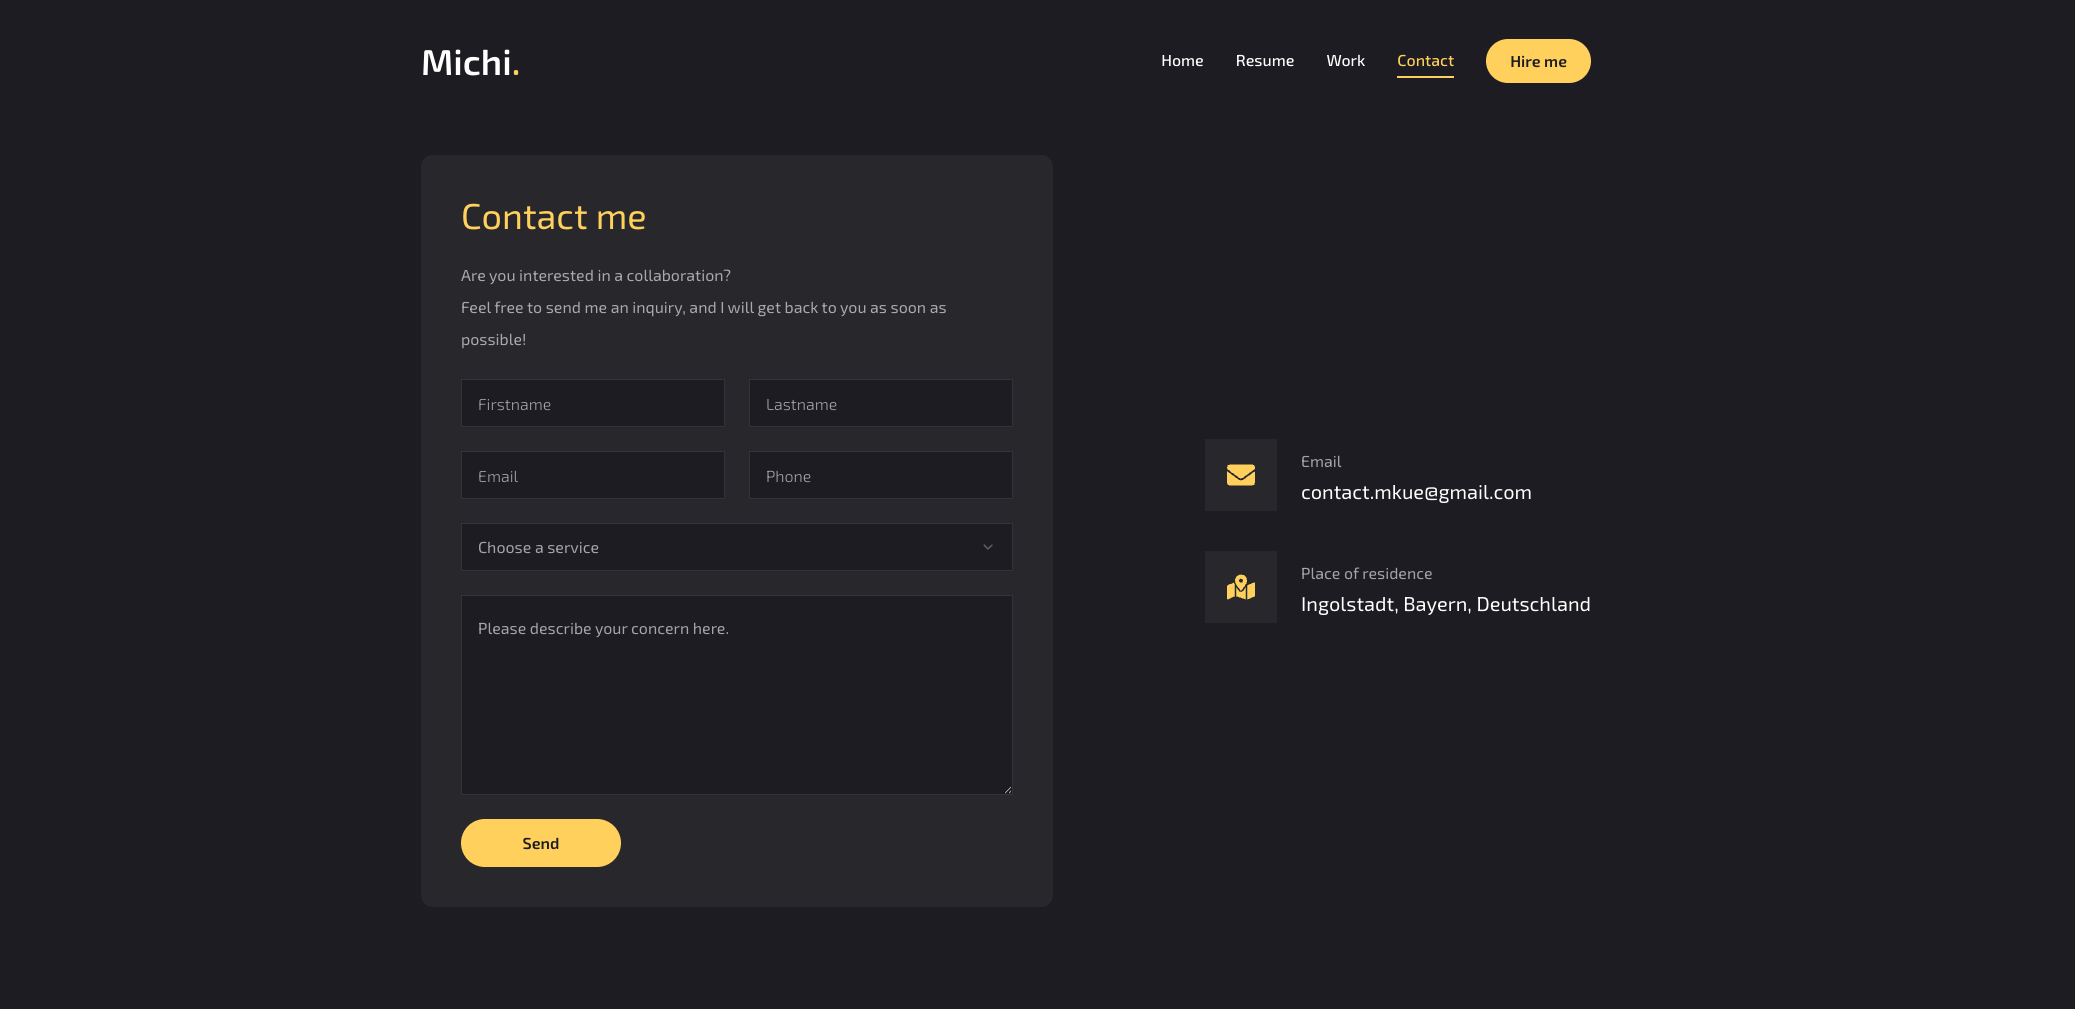 Michi.
Home Resume Work Contact Hire me
Contact me
Are you interested in a collaboration?
Feel free to send me an inquiry, and I will get back to you as soon as
possible!
Firstname Lastname
Email Phone
Choose a service
Please describe your concern here.
Send
Email
contact.mkue@gmail.com
Place of residence
Ingolstadt, Bayern, Deutschland